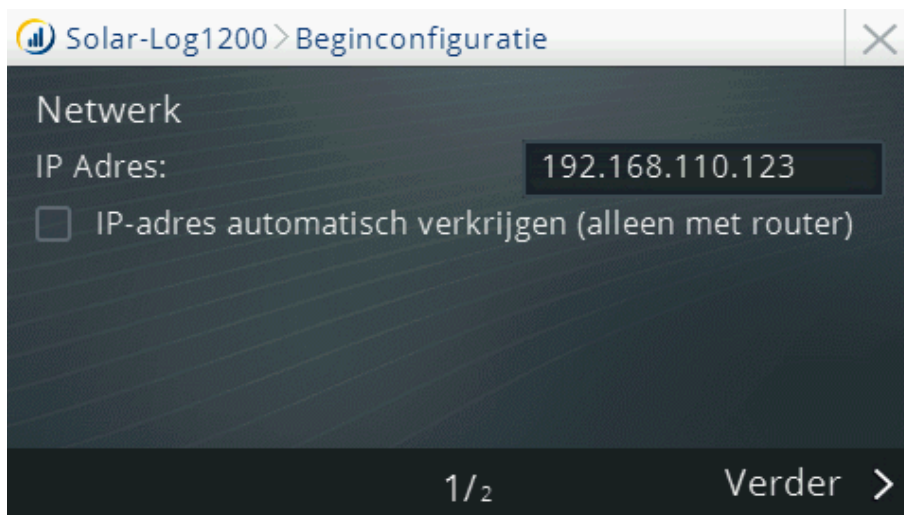 Solar-Log1200 > Beginconfiguratie
Netwerk
IP Adres: 192.168.110.123
IP-adres automatisch verkrijgen (alleen met router)
1/2 Verder >